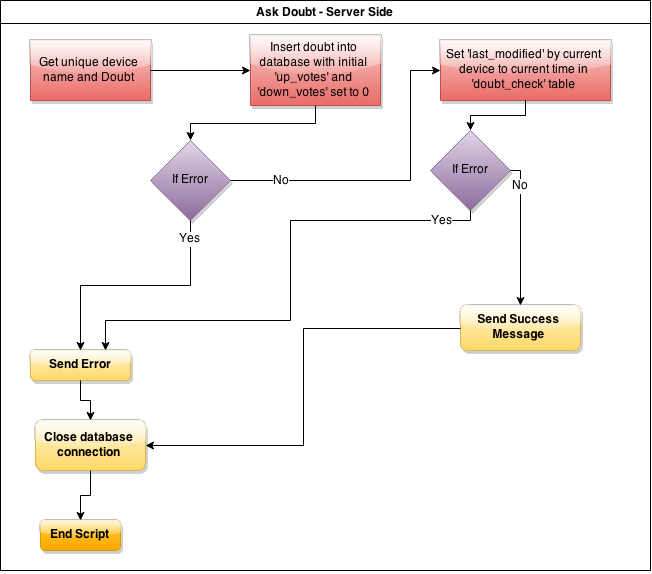 Ask Doubt - Server Side
Get unique device
name and Doubt
Insert doubt into
database with initial
'up_votes' and
'down_votes' set to 0
Set 'last_modified' by current
device to current time in
'doubt_check' table
If Error
No
If Error
No
Yes
Yes
Send Success
Message
Send Error
Close database
connection
End Script